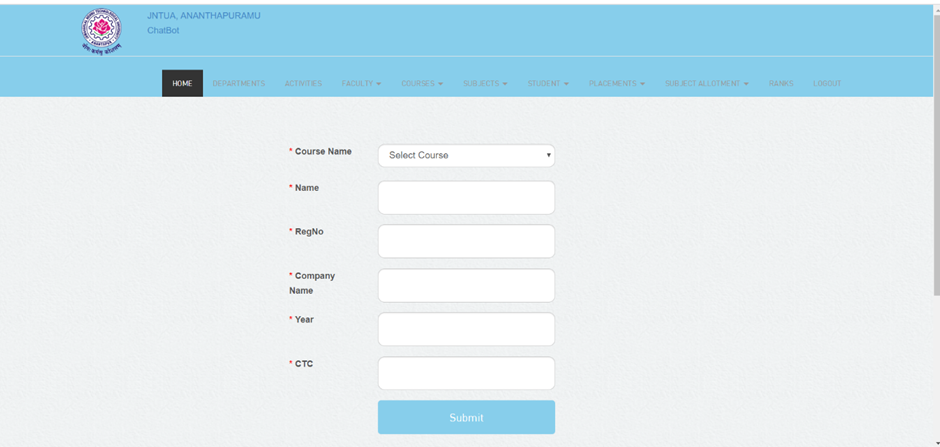 JNTUA, ANANTHAPURAMU
ChatBot
HOME DEPARTMENTS ACTIVITIES FACULTY COURSES SUBJECTS STUDENT PLACEMENTS SUBJECT ALLOTMENT RANKS LOGOUT
* Course Name Select Course
* Name
* RegNo
* Company
Name
* Year
* CTC
Submit